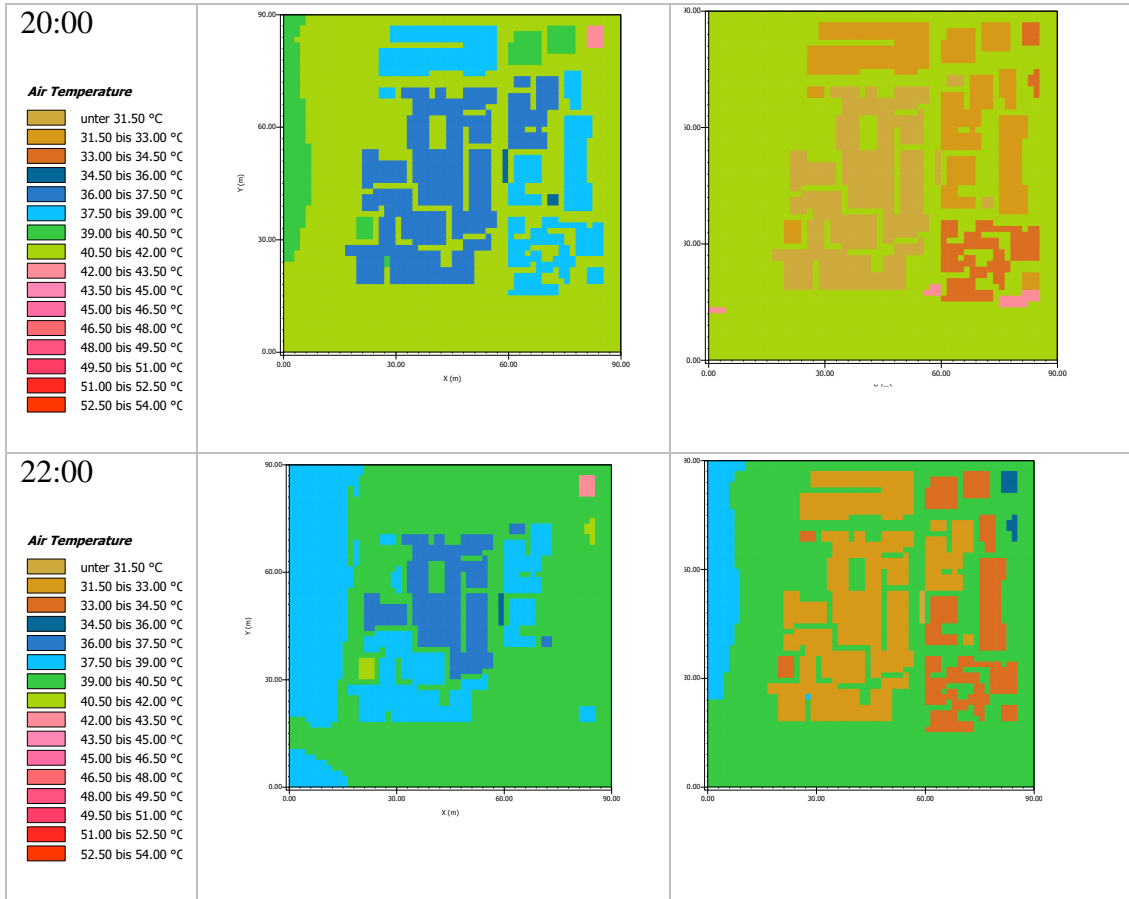 20:00
Air Temperature
unter 31.50 °C
31.50 bis 33.00 °C
33.00 bis 34.50 °C
34.50 bis 36.00 °C
36.00 bis 37.50 °C
37.50 bis 39.00 °C
39.00 bis 40.50 °C
40.50 bis 42.00 °C
42.00 bis 43.50 °C
43.50 bis 45.00 °C
45.00 bis 46.50 °C
46.50 bis 48.00 °C
48.00 bis 49.50 °C
49.50 bis 51.00 °C
51.00 bis 52.50 °C
52.50 bis 54.00 °C
90.00
60.00
Y (m)
30.00
0.00
0.00 30.00 60.00 90.00
X (m)
0.00
0.00 30.00 60.00 90.00
22:00
Air Temperature
unter 31.50 °C
31.50 bis 33.00 °C
33.00 bis 34.50 °C
34.50 bis 36.00 °C
36.00 bis 37.50 °C
37.50 bis 39.00 °C
39.00 bis 40.50 °C
40.50 bis 42.00 °C
42.00 bis 43.50 °C
43.50 bis 45.00 °C
45.00 bis 46.50 °C
46.50 bis 48.00 °C
48.00 bis 49.50 °C
49.50 bis 51.00 °C
51.00 bis 52.50 °C
52.50 bis 54.00 °C
90.00
60.00
Y (m)
30.00
0.00
0.00 30.00 60.00 90.00
X (m)
0.00
0.00 30.00 60.00 90.00